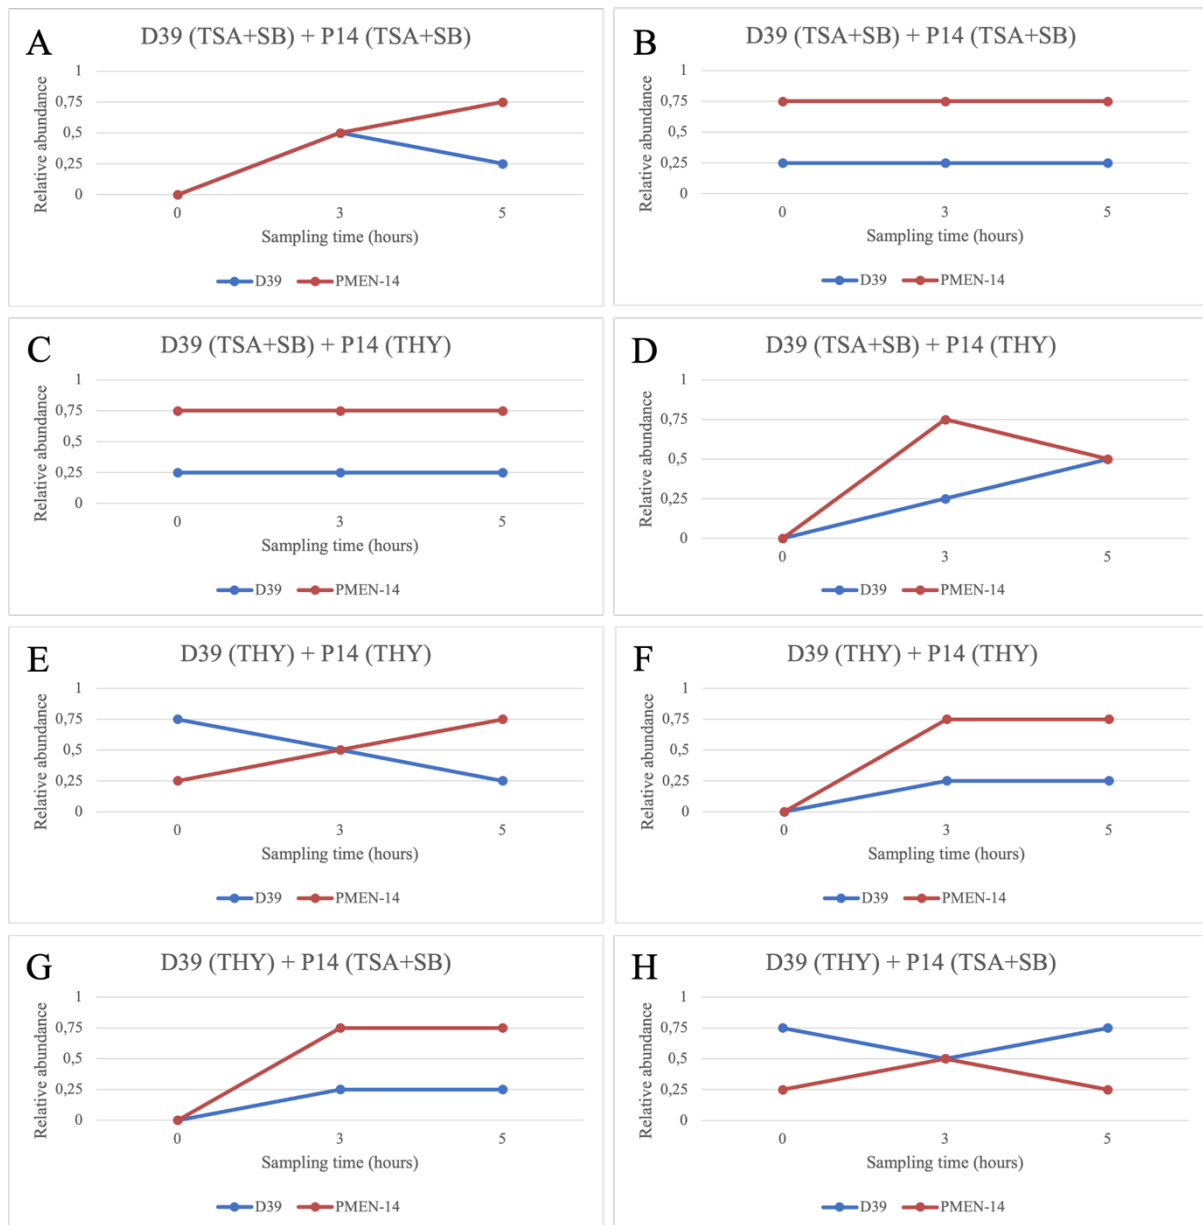 A
D39 (TSA+SB) + P14 (TSA+SB)
Relative abundance
1
0,75
0,5
0,25
0
0 3 5
Sampling time (hours)
D39 PMEN-14
B
D39 (TSA+SB) + P14 (TSA+SB)
Relative abundance
1
0,75
0,5
0,25
0
0 3 5
Sampling time (hours)
D39 PMEN-14
C
D39 (TSA+SB) + P14 (THY)
Relative abundance
1
0,75
0,5
0,25
0
0 3 5
Sampling time (hours)
D39 PMEN-14
D
D39 (TSA+SB) + P14 (THY)
Relative abundance
1
0,75
0,5
0,25
0
0 3 5
Sampling time (hours)
D39 PMEN-14
E
D39 (THY) + P14 (THY)
Relative abundance
1
0,75
0,5
0,25
0
0 3 5
Sampling time (hours)
D39 PMEN-14
F
D39 (THY) + P14 (THY)
Relative abundance
1
0,75
0,5
0,25
0
0 3 5
Sampling time (hours)
D39 PMEN-14
G
D39 (THY) + P14 (TSA+SB)
Relative abundance
1
0,75
0,5
0,25
0
0 3 5
Sampling time (hours)
D39 PMEN-14
H
D39 (THY) + P14 (TSA+SB)
Relative abundance
1
0,75
0,5
0,25
0
0 3 5
Sampling time (hours)
D39 PMEN-14